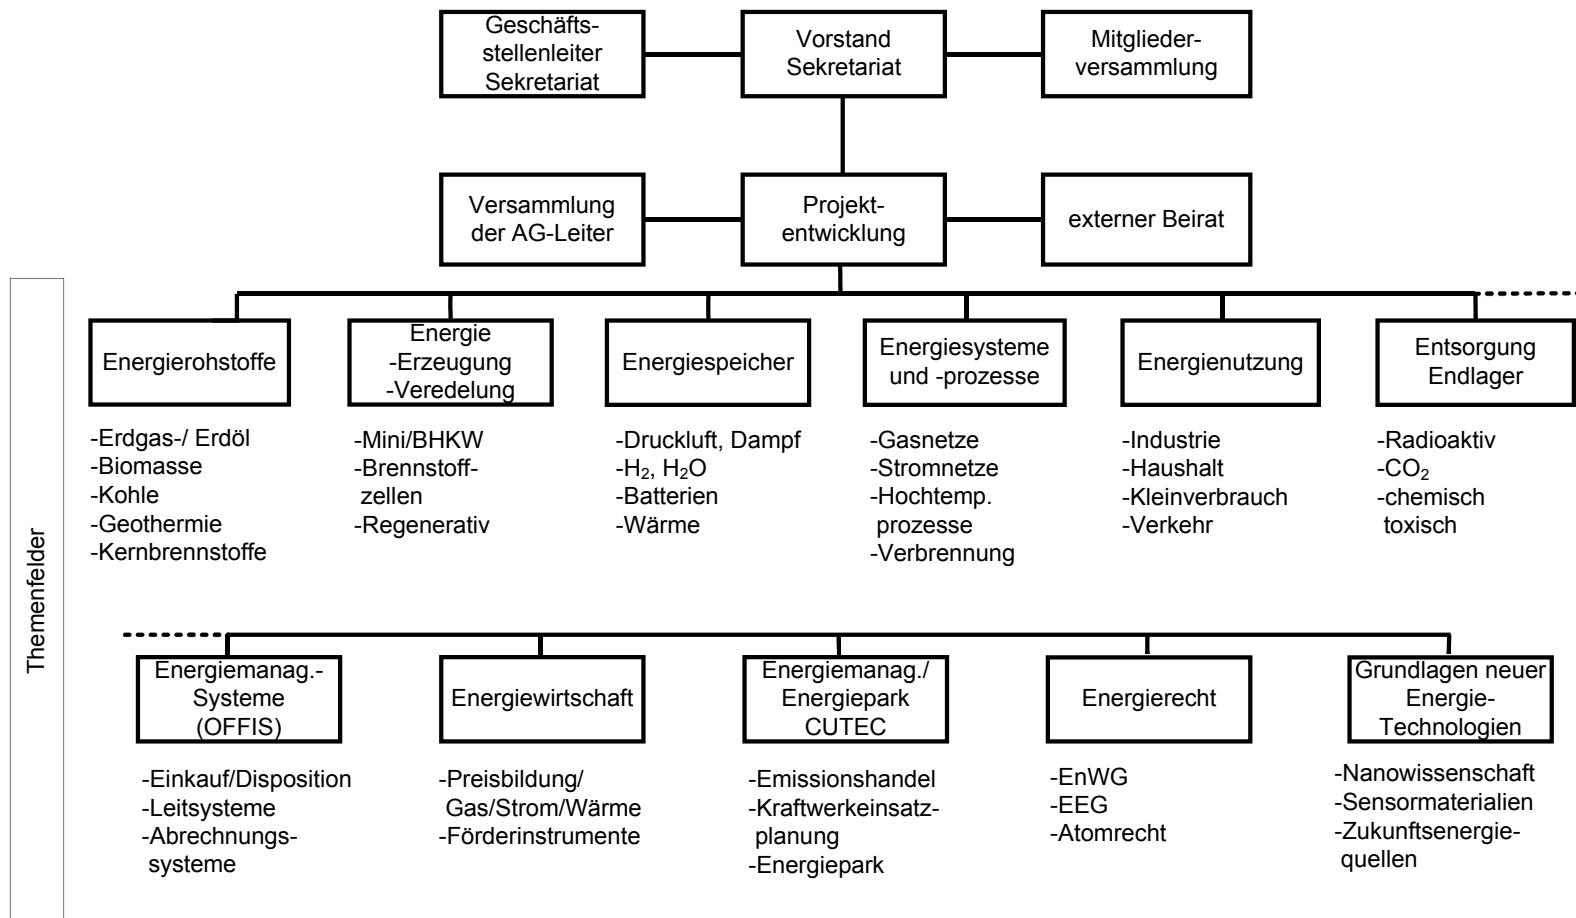 Geschäfts-
stellenleiter
Sekretariat
Vorstand
Sekretariat
Mitglieder-
versammlung
Versammlung
der AG-Leiter
Projekt-
entwicklung
externer Beirat
Themenfelder
Energierohstoffe
Energie
-Erzeugung
-Veredelung
Energiespeicher
Energiesysteme
und -prozesse
Energienutzung
Entsorgung
Endlager
-Erdgas-/ Erdöl
-Biomasse
-Kohle
-Geothermie
-Kernbrennstoffe
-Mini/BHKW
-Brennstoff-
zellen
-Regenerativ
-Druckluft, Dampf
-H₂, H₂O
-Batterien
-Wärme
-Gasnetze
-Stromnetze
-Hochtemp.
prozesse
-Verbrennung
-Industrie
-Haushalt
-Kleinverbrauch
-Verkehr
-Radioaktiv
-CO₂
-chemisch
toxisch
Energiemanag.-
Systeme
(OFFIS)
Energiewirtschaft
Energiemanag./
Energiepark
CUTEC
Energierecht
Grundlagen neuer
Energie-
Technologien
-Einkauf/Disposition
-Leitsysteme
-Abrechnungs-
systeme
-Preisbildung/
Gas/Strom/Wärme
-Förderinstrumente
-Emissionshandel
-Kraftwerkeinsatz-
planung
-Energiepark
-EnWG
-EEG
-Atomrecht
-Nanowissenschaft
-Sensormaterialien
-Zukunftsenergie-
quellen